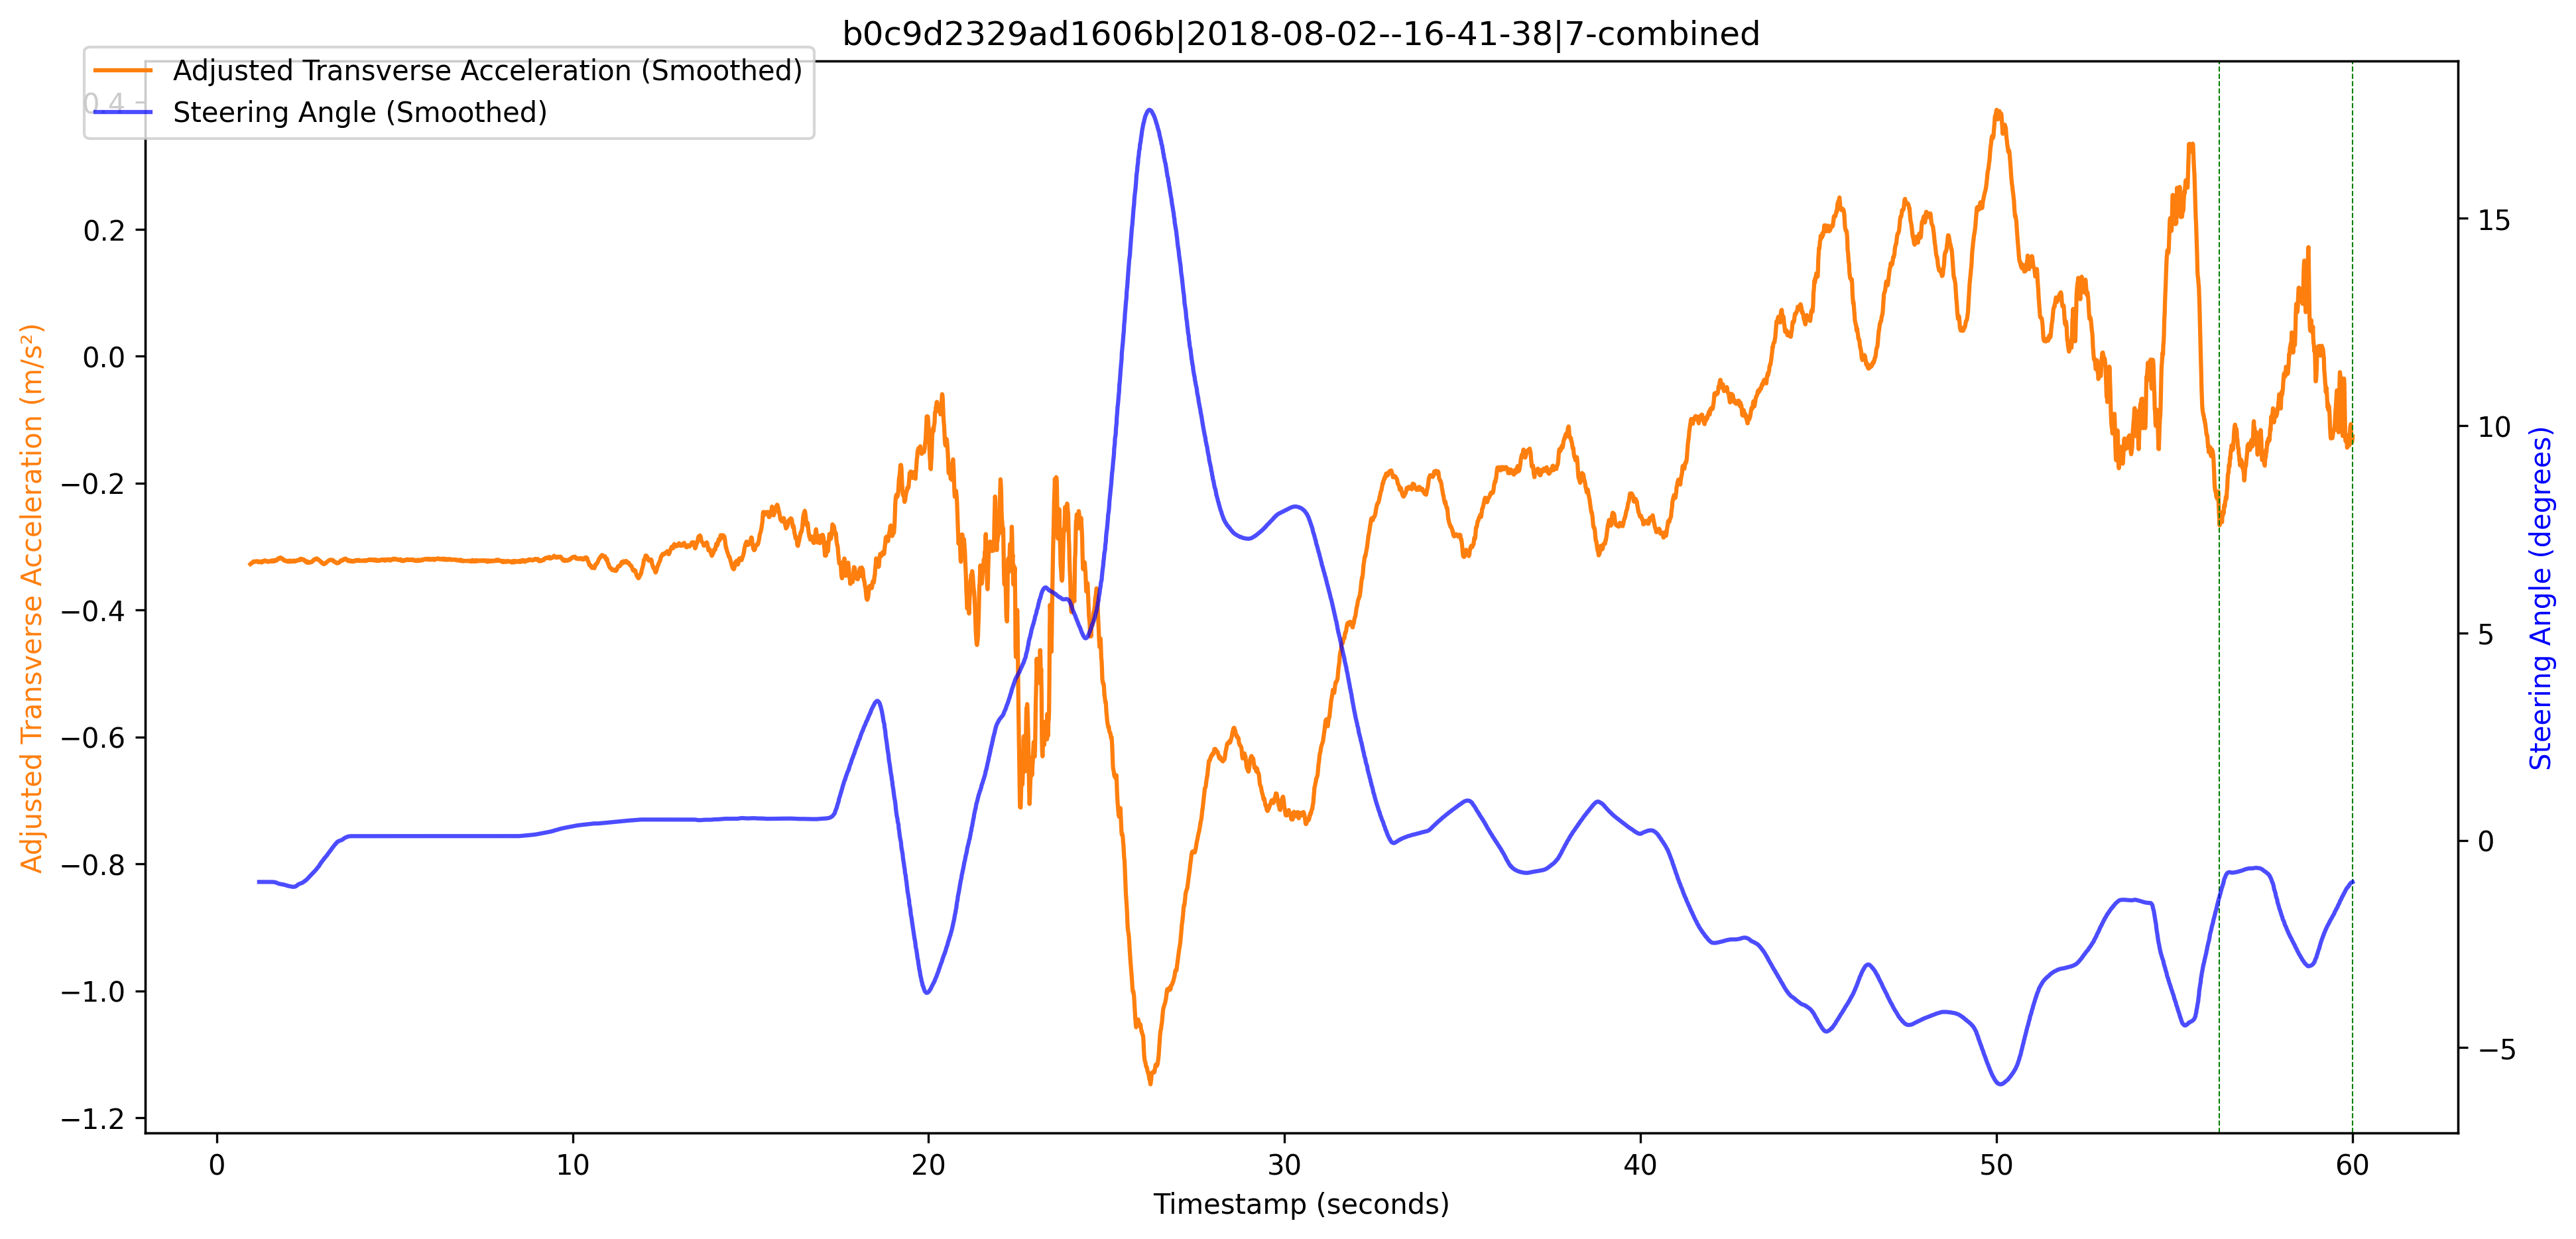 b0c9d2329ad1606b|2018-08-02--16-41-38|7-combined
Adjusted Transverse Acceleration (Smoothed)
Steering Angle (Smoothed)
Adjusted Transverse Acceleration (m/s²)
0.4
0.2
0.0
−0.2
−0.4
−0.6
−0.8
−1.0
−1.2
15
10
5
0
−5
Steering Angle (degrees)
0 10 20 30 40 50 60
Timestamp (seconds)